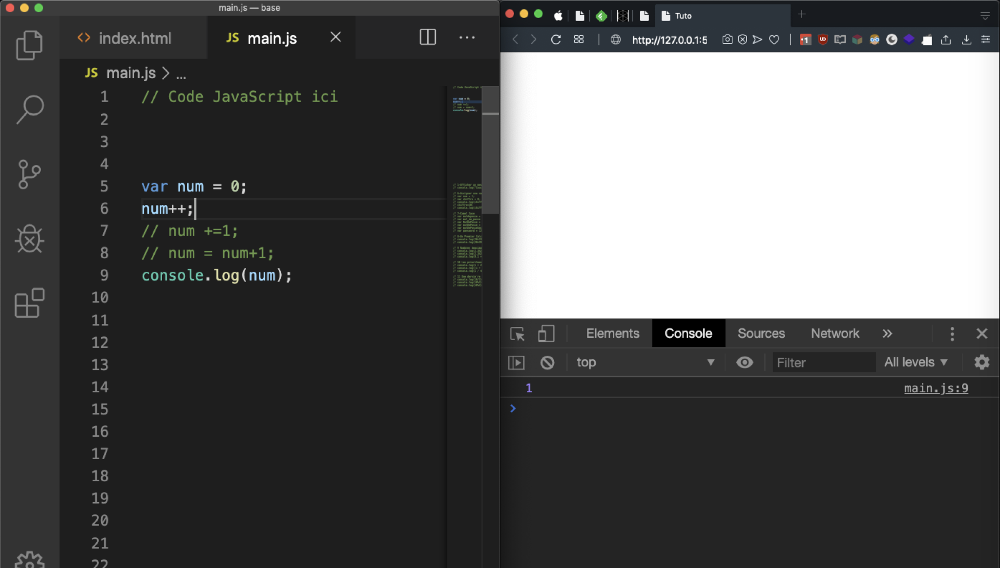 main.js — base
index.html
JS main.js
JS main.js > ...
1 // Code JavaScript ici
2
3
4
5 var num = 0;
6 num++;
7 // num +=1;
8 // num = num+1;
9 console.log(num);
10
11
12
13
14
15
16
17
18
19
20
21
22
Tuto
http://127.0.0.1:5
Elements Console Sources Network
top Filter All levels
1 main.js:9